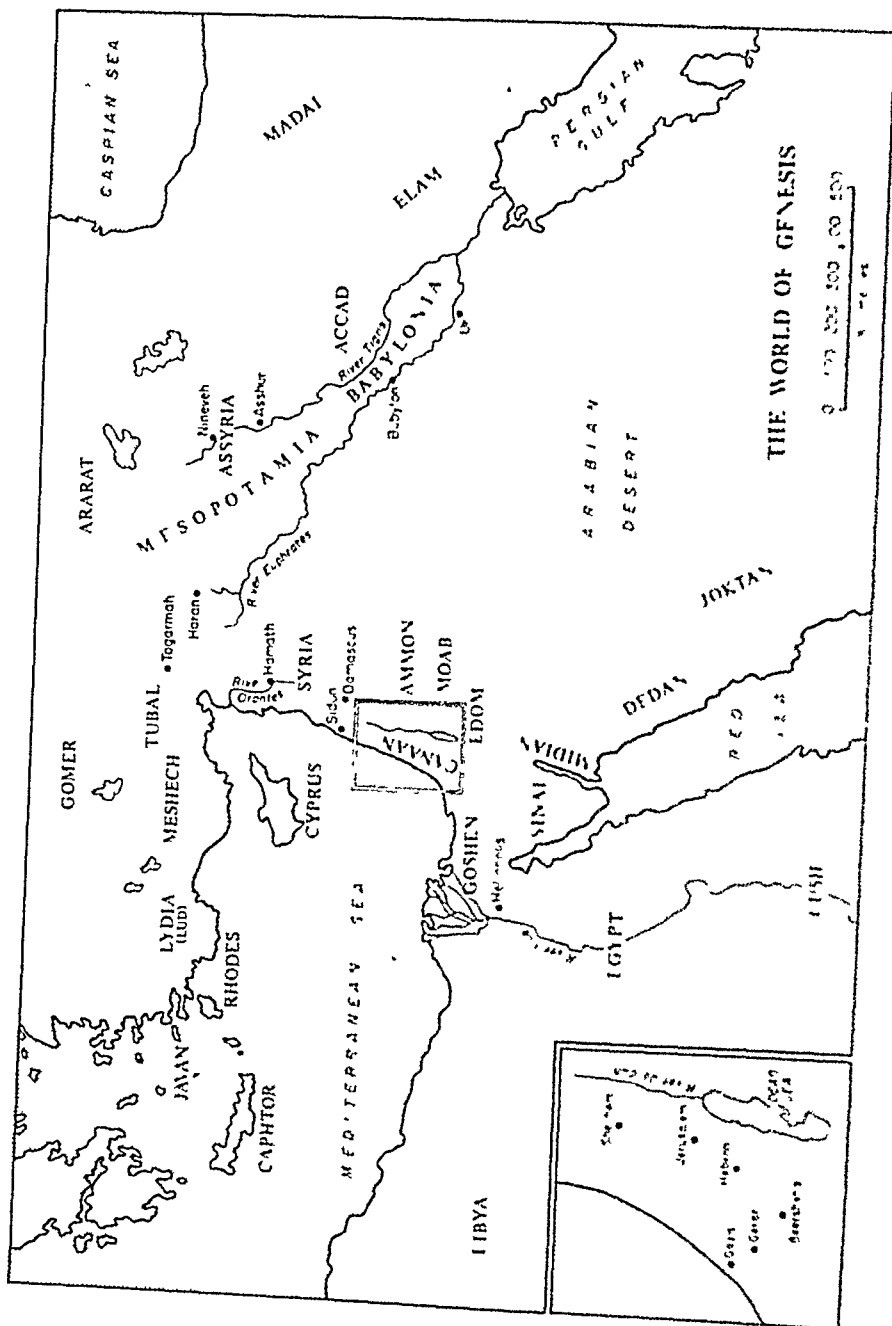 CASPIAN SEA
MADAI
ELAM
PERSIAN
GULF
ARARAT
Nineveh
ASSYRIA
Asshur
ACCAD
River Tigris
BABYLONIA
Babylon
Ur
MESOPOTAMIA
River Euphrates
Haran
Togarmah
TUBAL
GOMER
MESHECH
LYDIA
(LUD)
RHODES
JAVAN
CAPHTOR
CYPRUS
River
Orontes
Hamath
SYRIA
Damascus
Sidon
CANAAN
AMMON
MOAB
EDOM
MEDITERRANEAN SEA
GOSHEN
SINAI
MIDIAN
DEDAN
JOKTAN
ARABIAN
DESERT
RED
SEA
River
EGYPT
CUSH
LIBYA
THE WORLD OF GENESIS
Jerusalem
Hebron
Gaza
Gerar
Beersheba